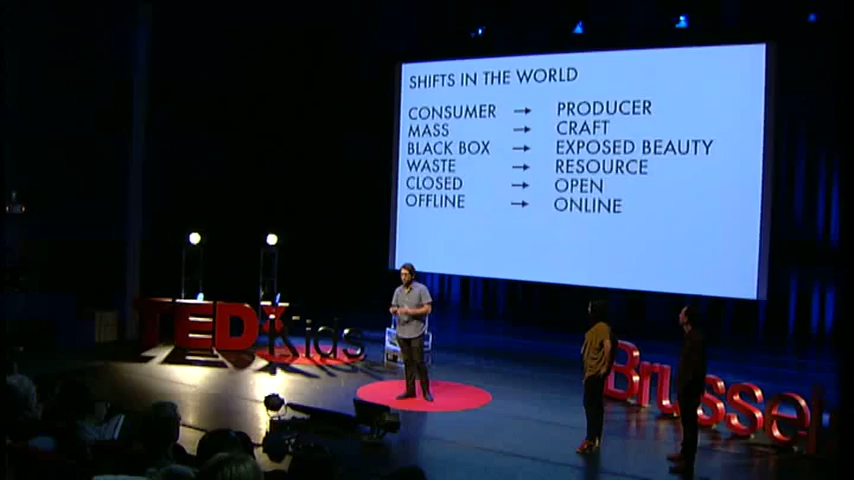 SHIFTS IN THE WORLD
CONSUMER → PRODUCER
MASS → CRAFT
BLACK BOX → EXPOSED BEAUTY
WASTE → RESOURCE
CLOSED → OPEN
OFFLINE → ONLINE
TEDxKids
Brussel